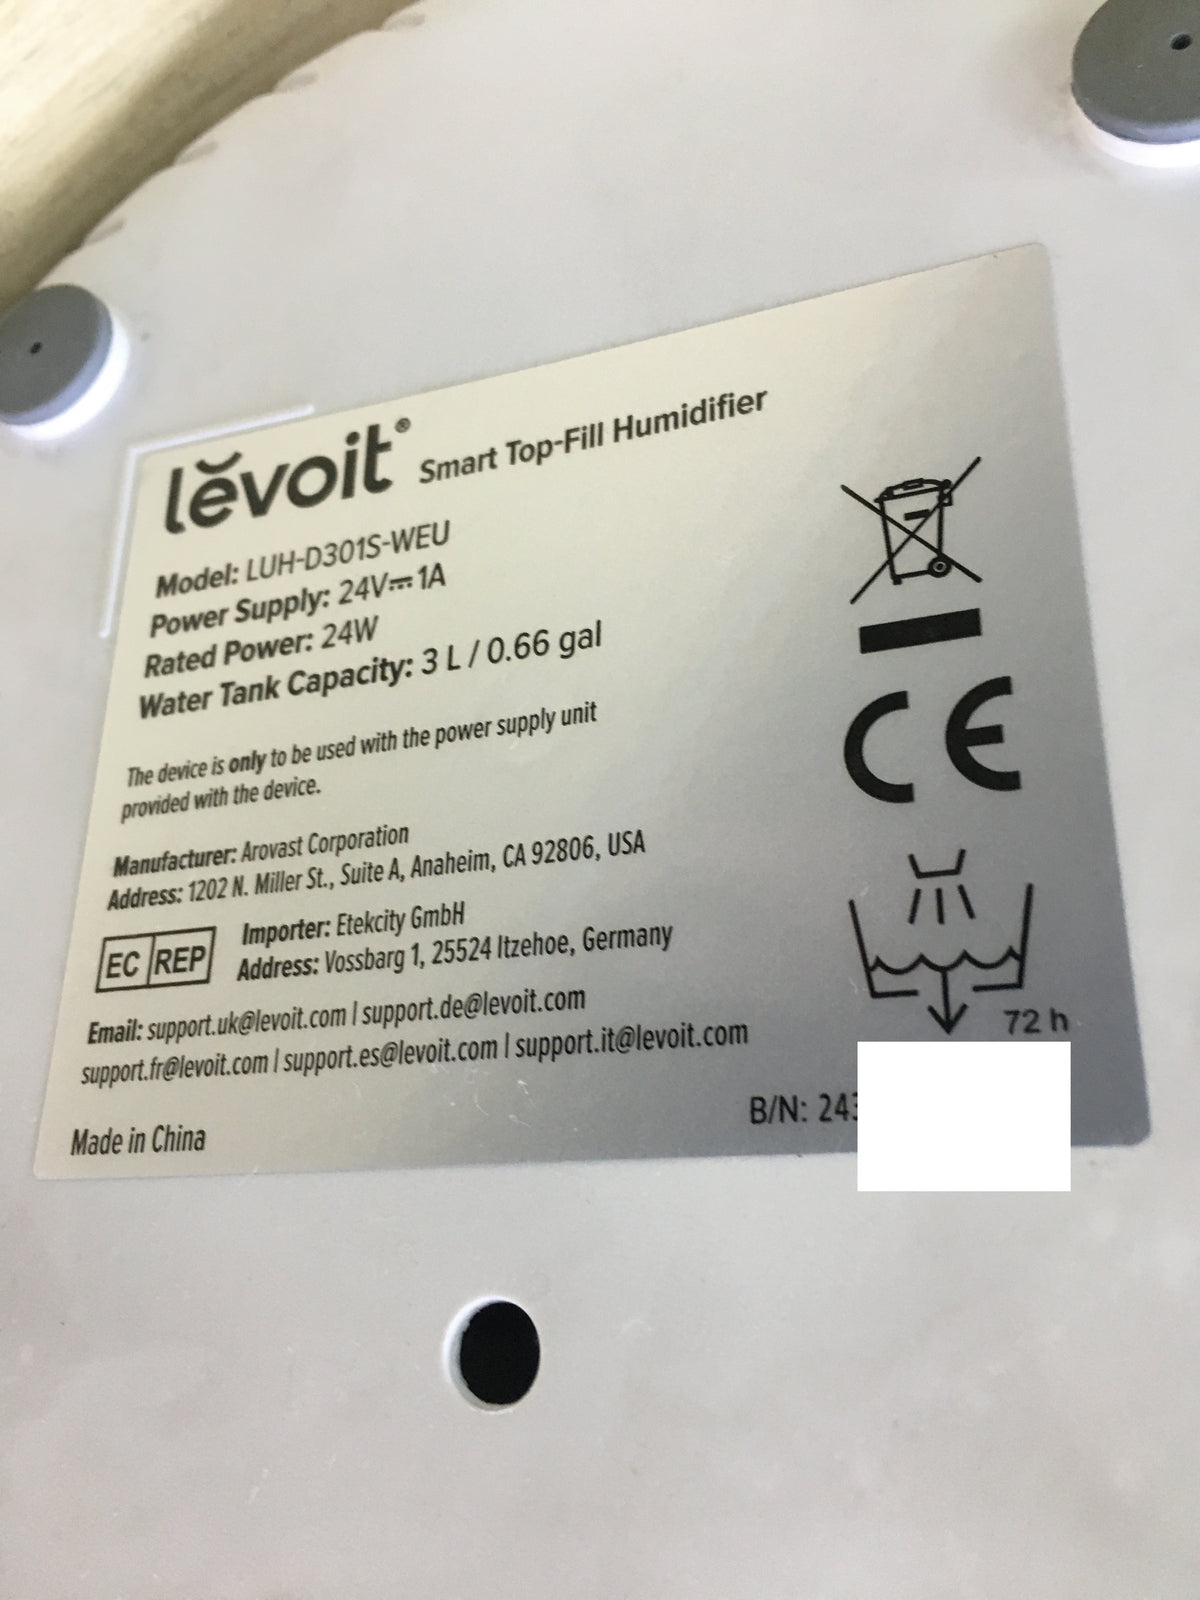 lĕvoit® Smart Top-Fill Humidifier
Model: LUH-D301S-WEU
Power Supply: 24V⎓1A
Rated Power: 24W
Water Tank Capacity: 3 L / 0.66 gal
The device is only to be used with the power supply unit
provided with the device.
Manufacturer: Arovast Corporation
Address: 1202 N. Miller St., Suite A, Anaheim, CA 92806, USA
EC REP
Importer: Etekcity GmbH
Address: Vossbarg 1, 25524 Itzehoe, Germany
Email: support.uk@levoit.com | support.de@levoit.com
support.fr@levoit.com | support.es@levoit.com | support.it@levoit.com
Made in China
CE
72 h
B/N: